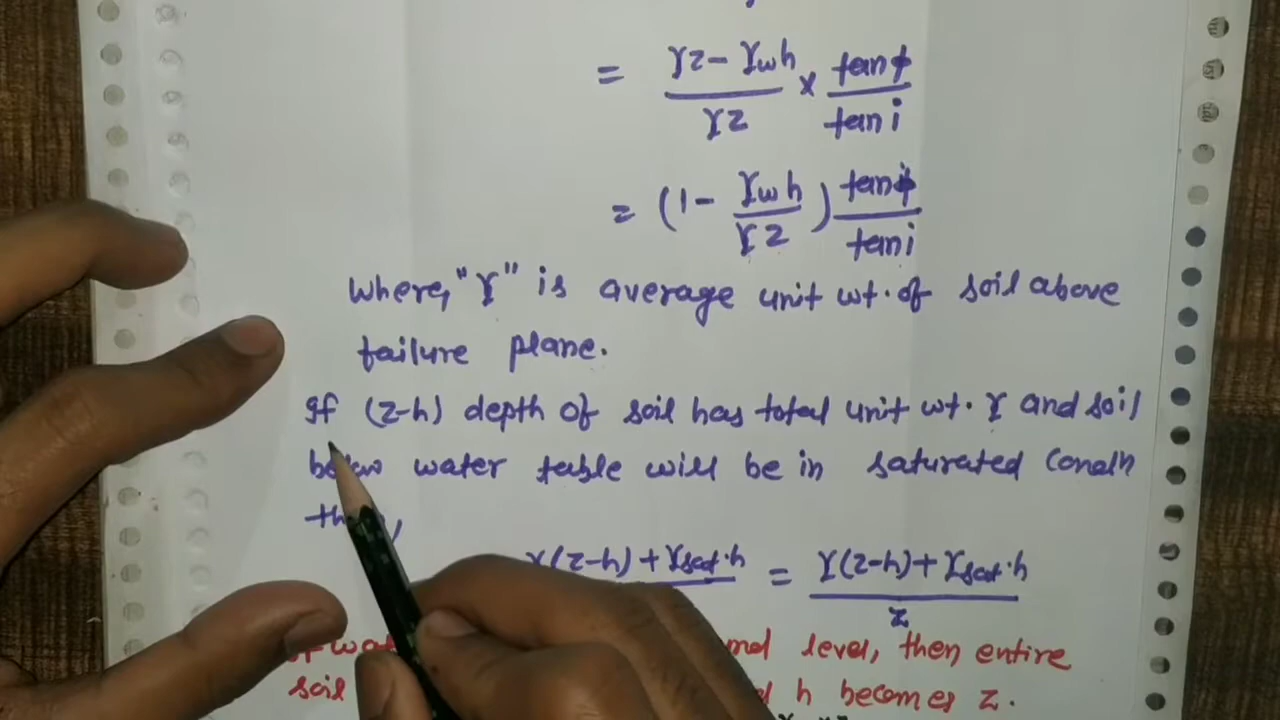 = γz - γwh / γz × tanϕ / tan i
= (1 - γwh / γz) tanϕ / tan i
where, "γ" is average unit wt. of soil above
failure plane.
If (z-h) depth of soil has total unit wt. γ and soil
below water table will be in saturated Condn
γ(z-h) + γsat·h = γ(z-h) + γsat·h / z
level, then entire
soil h becomes z.